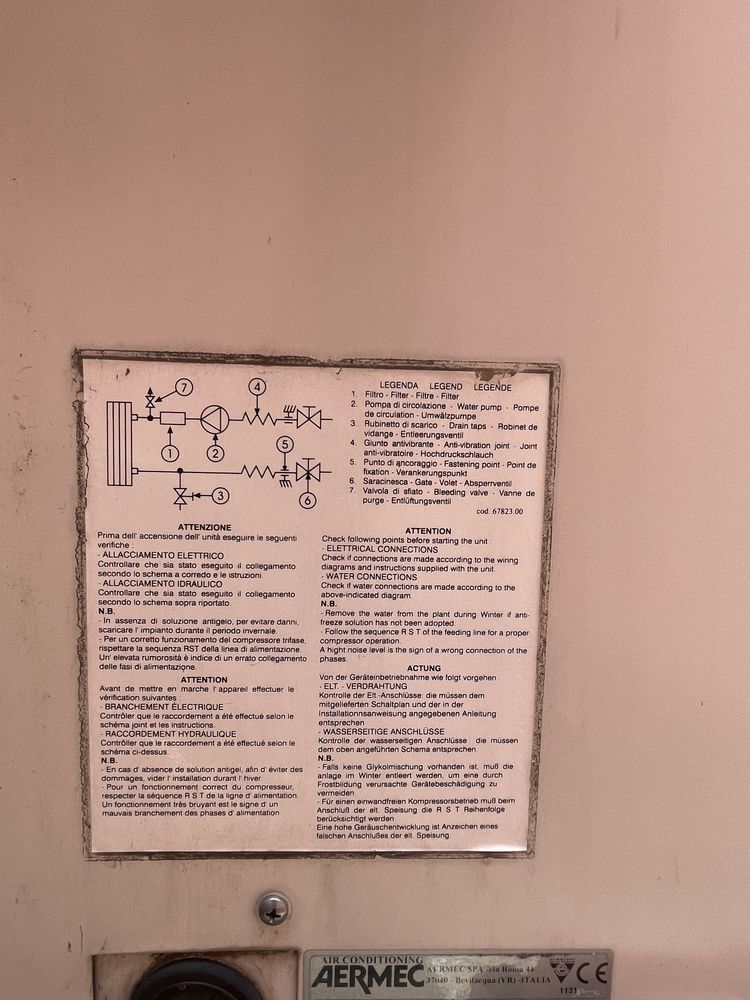 7
4
1
2
5
3
6
LEGENDA LEGEND LEGENDE
1. Filtro - Filter - Filtre - Filter
2. Pompa di circolazione - Water pump - Pompe
de circulation - Umwälzpumpe
3. Rubinetto di scarico - Drain taps - Robinet de
vidange - Entleerungsventil
4. Giunto antivibrante - Anti-vibration joint - Joint
anti-vibratoire - Hochdruckschlauch
5. Punto di ancoraggio - Fastening point - Point de
fixation - Verankerungspunkt
6. Saracinesca - Gate - Volet - Absperrventil
7. Valvola di sfiato - Bleeding valve - Vanne de
purge - Entlüftungsventil
cod. 67823.00
ATTENZIONE
Prima dell' accensione dell' unità eseguire le seguenti
verifiche :
- ALLACCIAMENTO ELETTRICO
Controllare che sia stato eseguito il collegamento
secondo lo schema a corredo e le istruzioni.
- ALLACCIAMENTO IDRAULICO
Controllare che sia stato eseguito il collegamento
secondo lo schema sopra riportato
N.B.
- In assenza di soluzione antigelo, per evitare danni,
scaricare l' impianto durante il periodo invernale.
- Per un corretto funzionamento del compressore trifase,
rispettare la sequenza RST della linea di alimentazione.
Un' elevata rumorosità è indice di un errato collegamento
delle fasi di alimentazione.
ATTENTION
Avant de mettre en marche l' appareil effectuer le
vérification suivantes :
- BRANCHEMENT ÉLECTRIQUE
Contrôler que le raccordement a été effectué selon le
schéma joint et les instructions.
- RACCORDEMENT HYDRAULIQUE
Contrôller que le raccordement a été effectué selon le
schéma ci-dessus.
N.B.
- En cas d' absence de solution antigel, afin d' éviter des
dommages, vider l' installation durant l' hiver.
- Pour un fonctionnement correct du compresseur,
respecter la séquence R S T de la ligne d' alimentation.
Un fonctionnement très bruyant est le signe d' un
mauvais branchement des phases d' alimentation
ATTENTION
Check following points before starting the unit :
- ELETTRICAL CONNECTIONS
Check if connections are made according to the wiring
diagrams and instructions supplied with the unit.
- WATER CONNECTIONS
Check if water connections are made according to the
above-indicated diagram.
N.B.
- Remove the water from the plant during Winter if anti-
freeze solution has not been adopted.
- Follow the sequence R S T of the feeding line for a proper
compressor operation.
A hight noise level is the sign of a wrong connection of the
phases.
ACTUNG
Von der Geräteinbetriebnahme wie folgt vorgehen
- ELT. - VERDRAHTUNG
Kontrolle der Elt.-Anschlüsse: die müssen dem
mitgelieferten Schaltplan und der in der
Installationnsanweisung angegebenen Anleitung
entsprechen
- WASSERSEITIGE ANSCHLÜSSE
Kontrolle der wasserseitigen Anschlüsse : die müssen
dem oben angeführten Schema entsprechen.
N.B.
- Falls keine Glykolmischung vorhanden ist, muß die
anlage im Winter entleert werden, um eine durch
Frostbildung verursachte Gerätebeschädigung zu
vermeiden
- Für einen einwandfreien Kompressorsbetrieb muß beim
Anschluß der elt. Speisung die R S T Reihenfolge
berücksichtigt werden
Eine hohe Geräuschentwicklung ist Anzeichen eines
falschen Anschlußes der elt. Speisung.
AIR CONDITIONING
AERMEC
AERMEC SPA via Roma 44
37040 - Bevilacqua (VR) -ITALIA
CE
1131